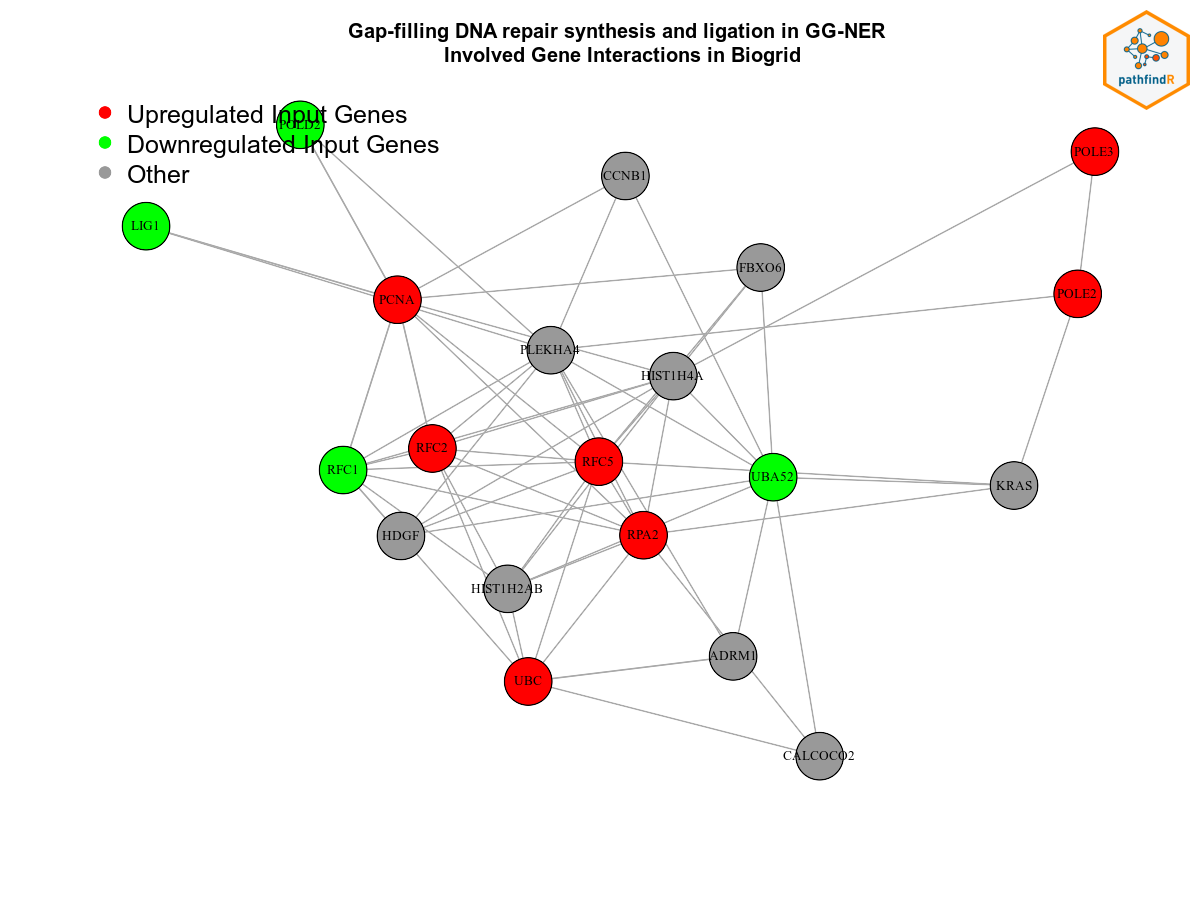 Gap-filling DNA repair synthesis and ligation in GG-NER
Involved Gene Interactions in Biogrid
pathfindR
Upregulated Input Genes
POLD2
Downregulated Input Genes
Other
POLE3
CCNB1
LIG1
FBXO6
POLE2
PCNA
PLEKHA4
HIST1H4A
RFC2
RFC5
RFC1
UBA52
KRAS
HDGF
RPA2
HIST1H2AB
ADRM1
UBC
CALCOCO2